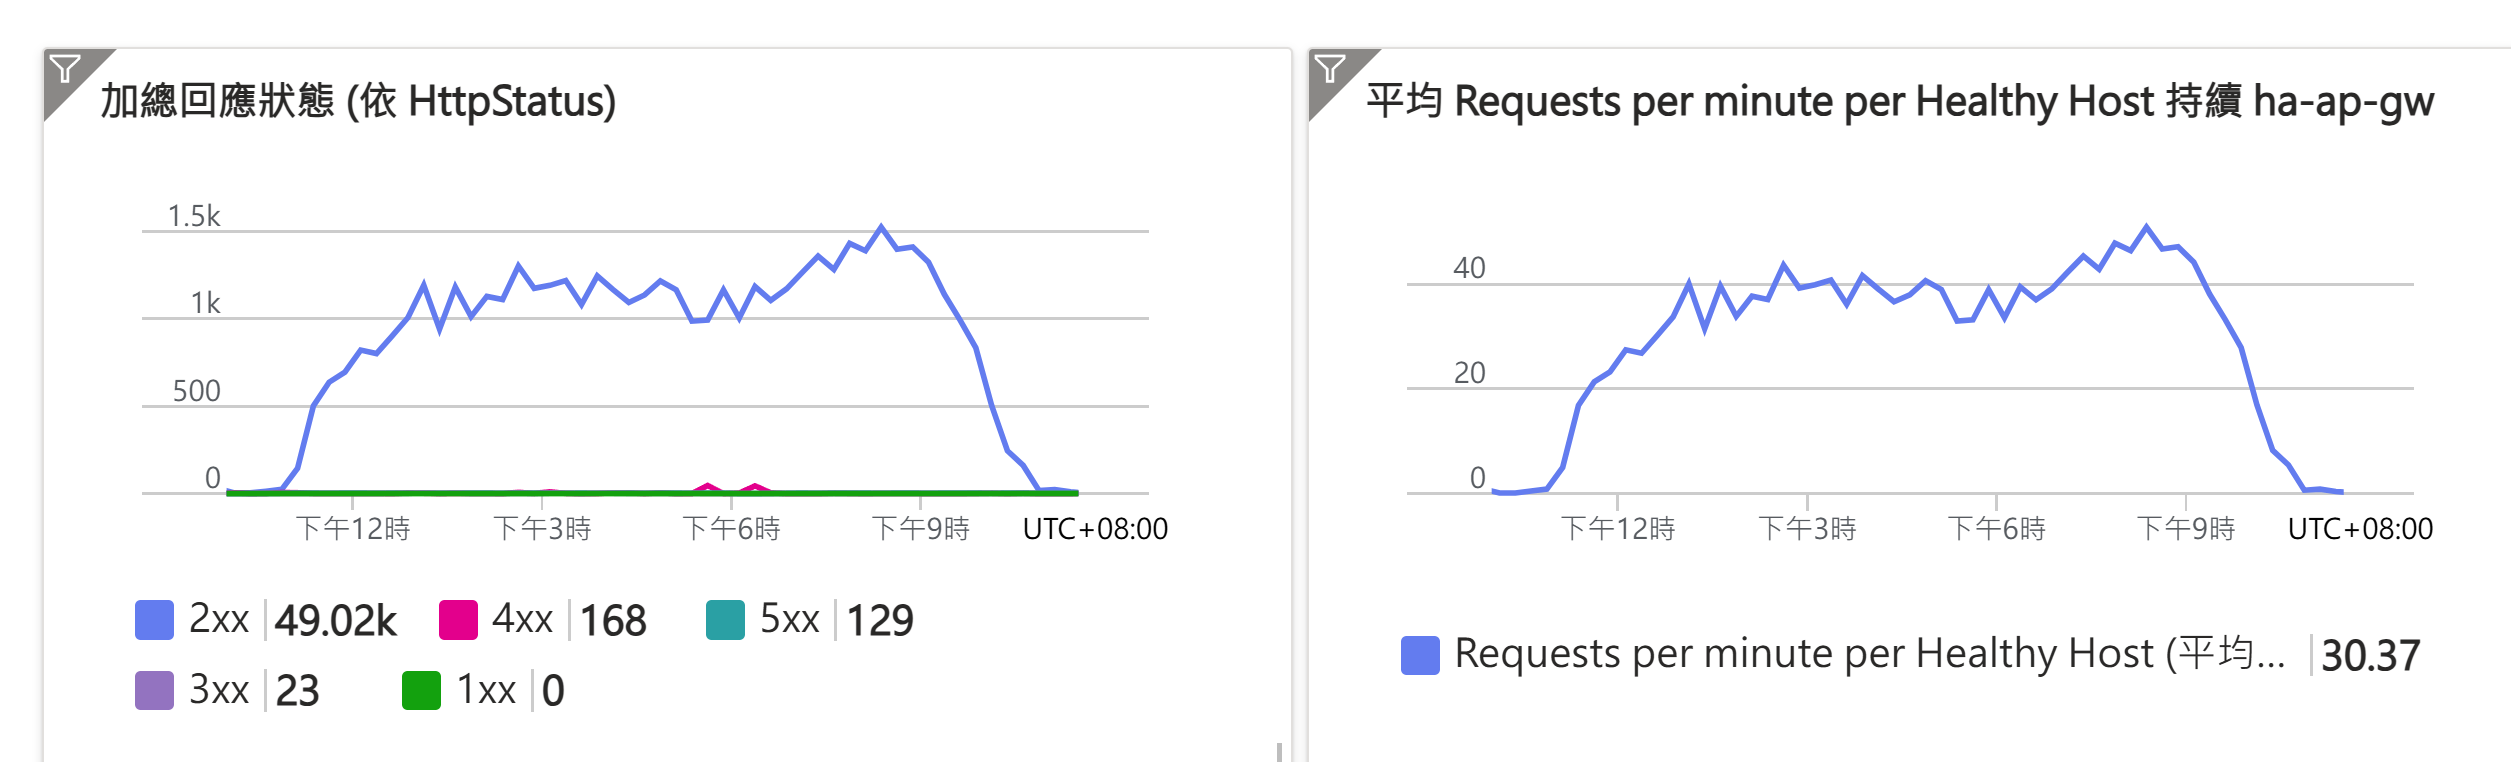 加總回應狀態 (依 HttpStatus)
1.5k
1k
500
0
下午12時 下午3時 下午6時 下午9時 UTC+08:00
2xx 49.02k 4xx 168 5xx 129
3xx 23 1xx 0
平均 Requests per minute per Healthy Host 持續 ha-ap-gw
40
20
0
下午12時 下午3時 下午6時 下午9時 UTC+08:00
Requests per minute per Healthy Host (平均... 30.37